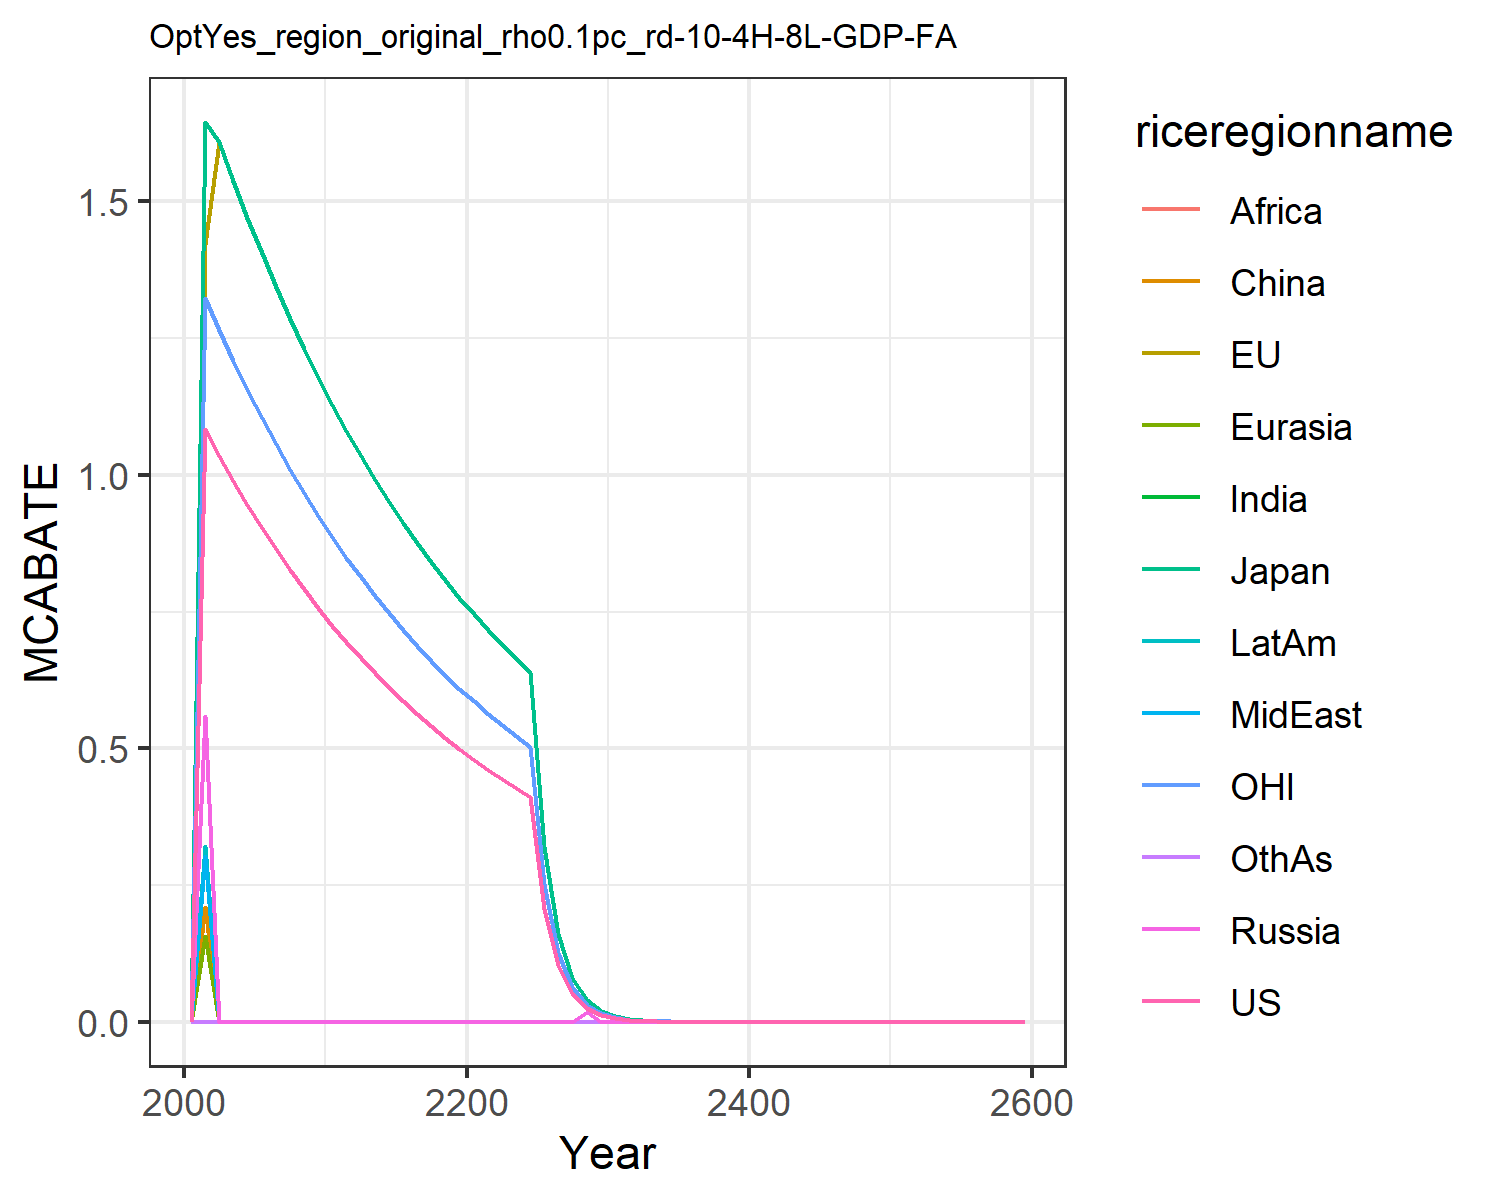 OptYes_region_original_rho0.1pc_rd-10-4H-8L-GDP-FA
riceregionname
Africa
China
EU
Eurasia
India
Japan
LatAm
MidEast
OHI
OthAs
Russia
US
MCABATE
1.5
1.0
0.5
0.0
2000 2200 2400 2600
Year